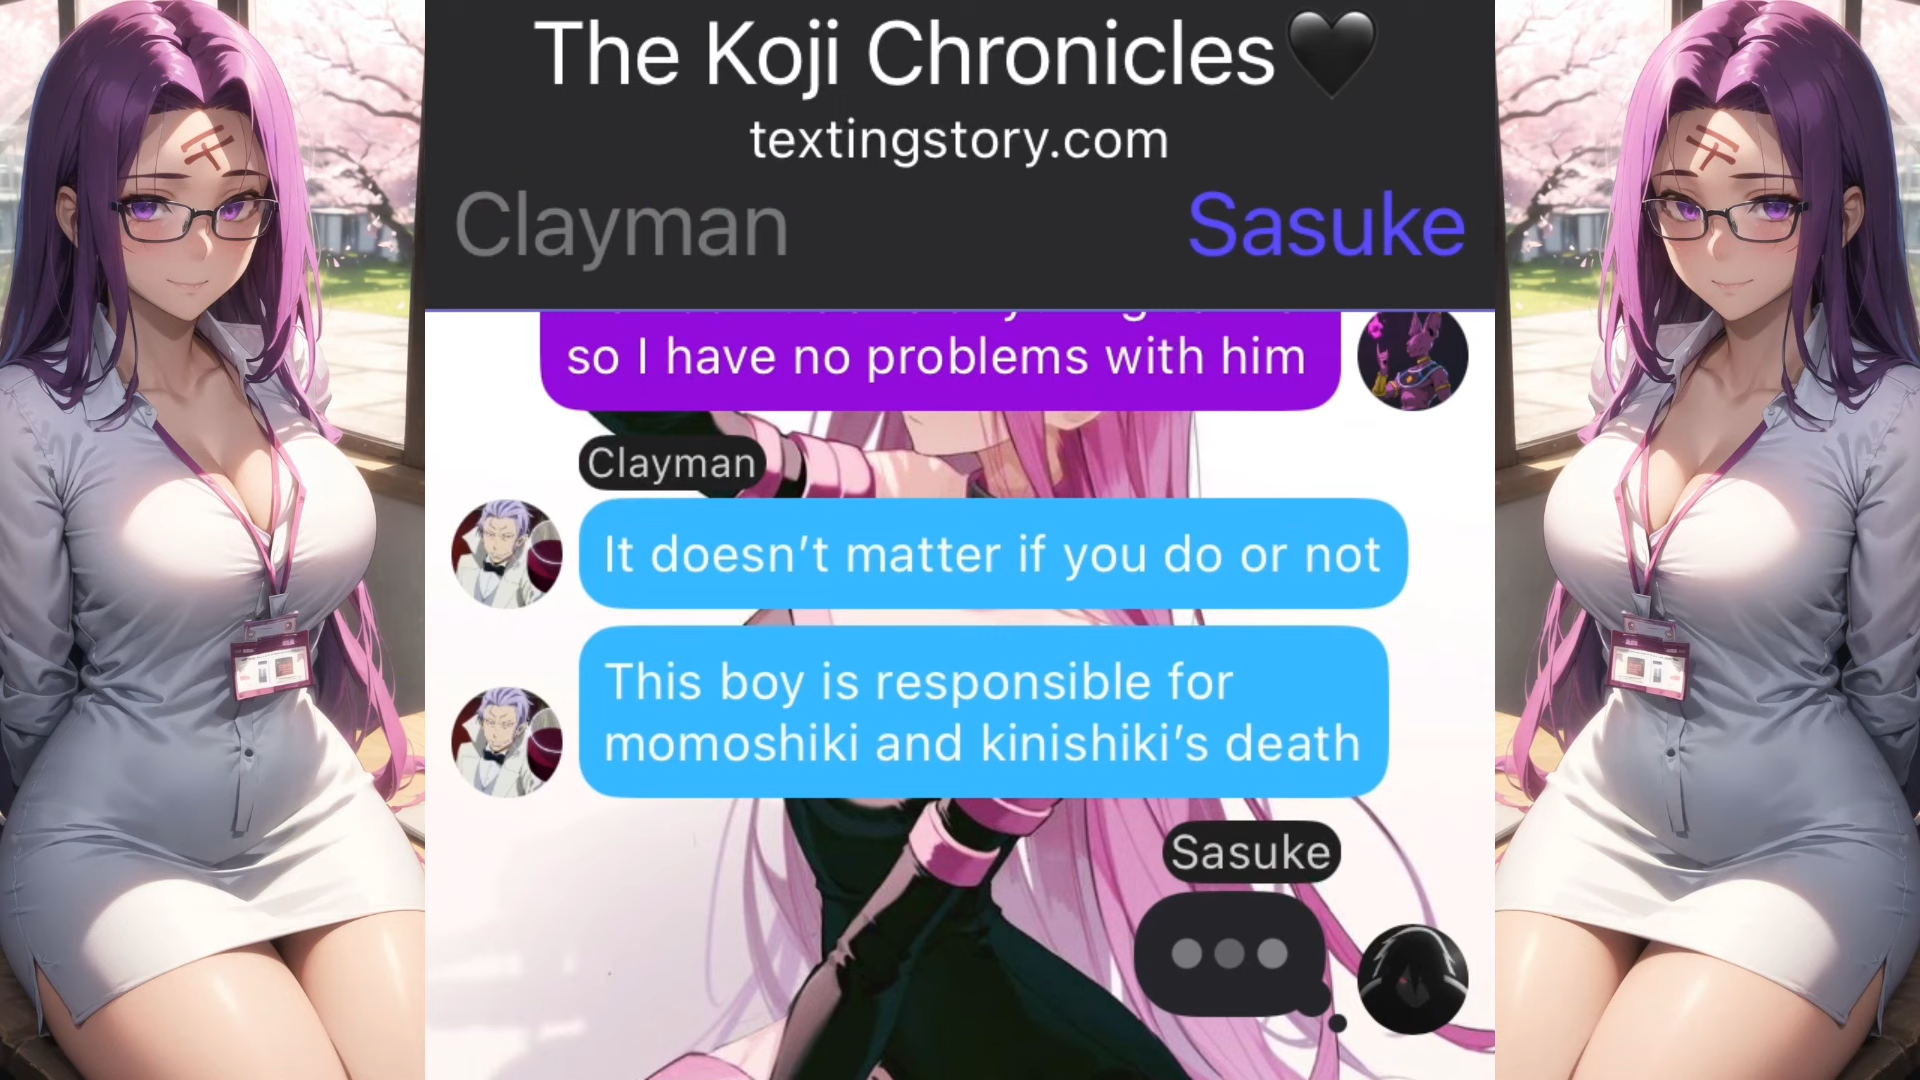 The Koji Chronicles🖤
textingstory.com
Clayman
Sasuke
so I have no problems with him
Clayman
It doesn’t matter if you do or not
This boy is responsible for
momoshiki and kinishiki’s death
Sasuke